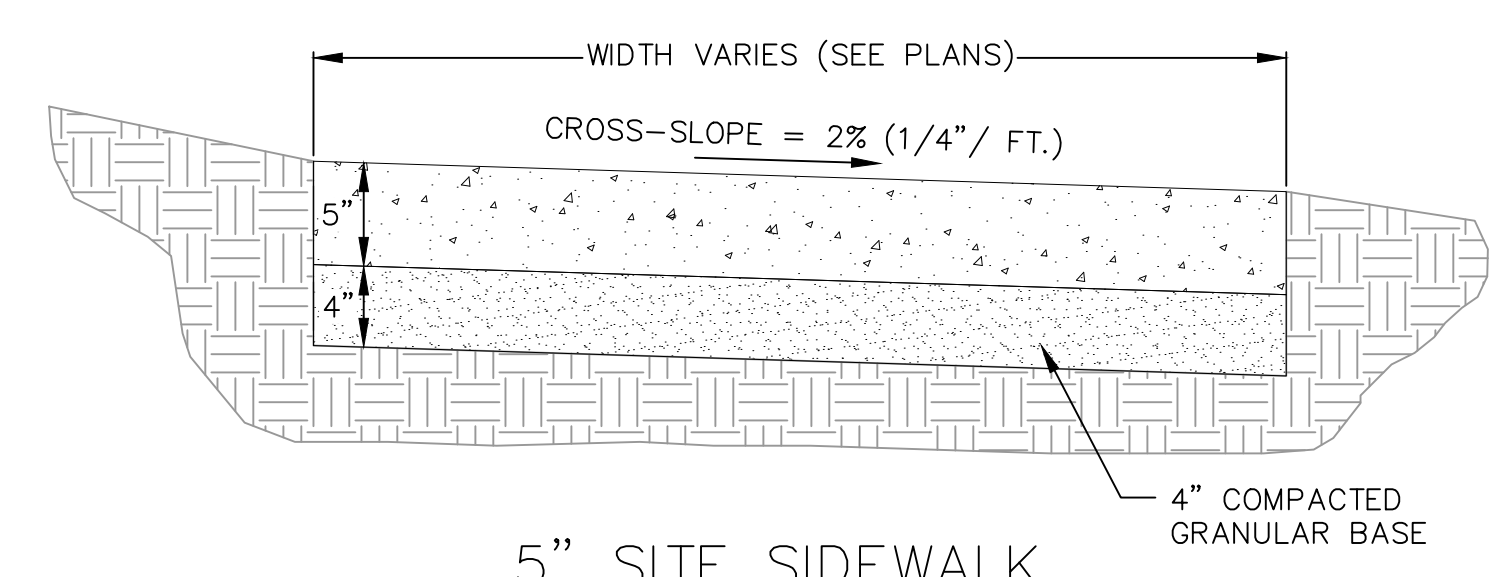 WIDTH VARIES (SEE PLANS)
CROSS-SLOPE = 2% (1/4"/ FT.)
5"
4"
4" COMPACTED
GRANULAR BASE
5" SITE SIDEWALK